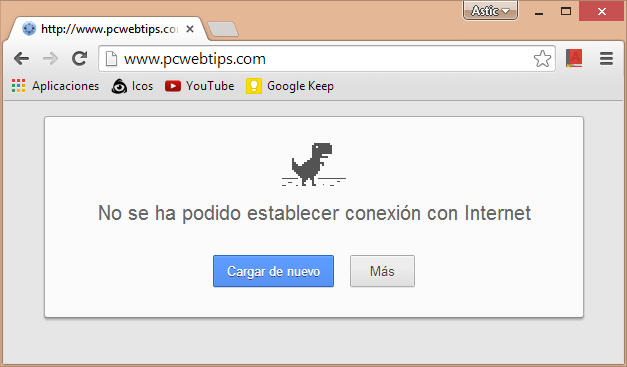 Astic
http://www.pcwebtips.co
www.pcwebtips.com
Aplicaciones Icos YouTube Google Keep
No se ha podido establecer conexión con Internet
Cargar de nuevo Más